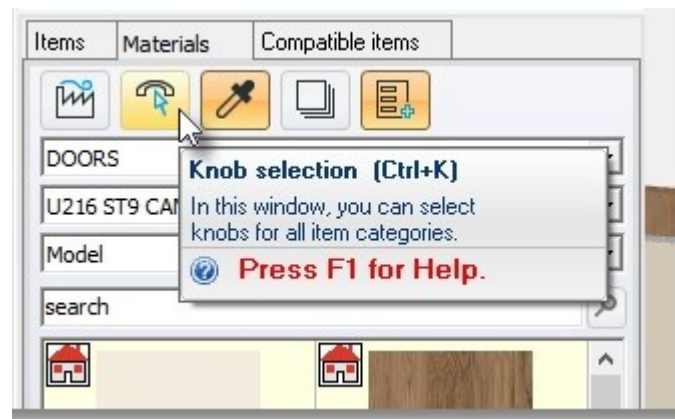 Items Materials Compatible items
DOORS
Knob selection (Ctrl+K)
U216 ST9
In this window, you can select
knobs for all item categories.
Model
Press F1 for Help.
search